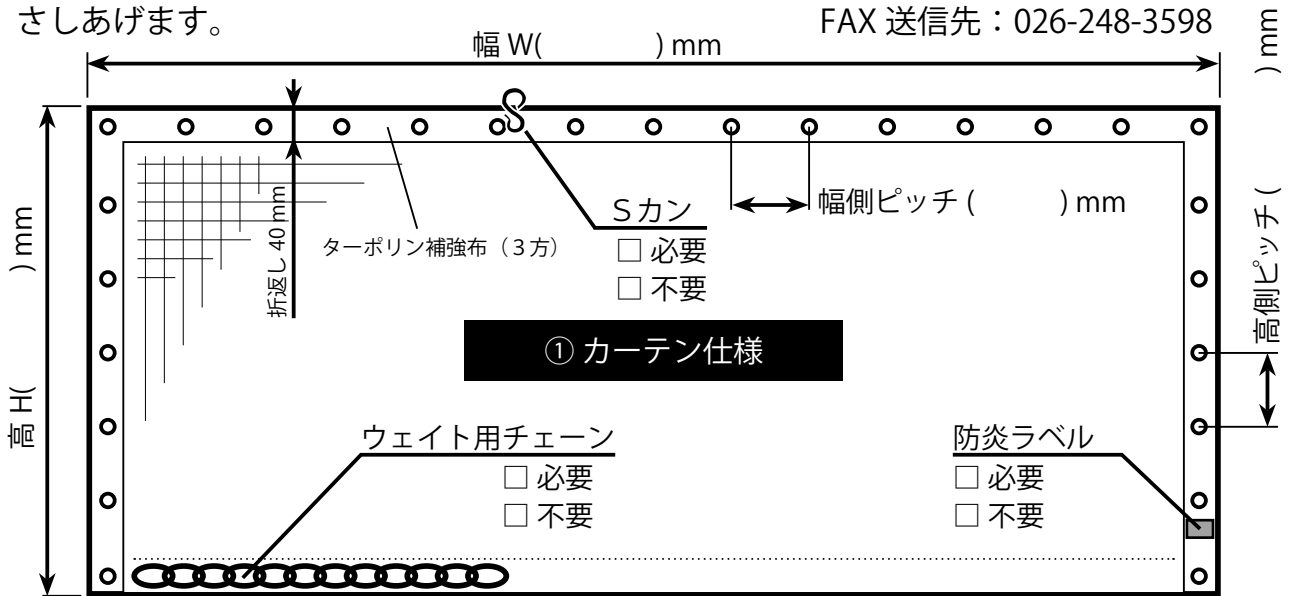 さしあげます。
FAX 送信先：026-248-3598
幅 W(　　　) mm
高 H(　　　) mm
折返し 40 mm
ターポリン補強布（３方）
Ｓカン
□ 必要
□ 不要
幅側ピッチ (　　　) mm
高側ピッチ (　　　) mm
① カーテン仕様
ウェイト用チェーン
□ 必要
□ 不要
防炎ラベル
□ 必要
□ 不要